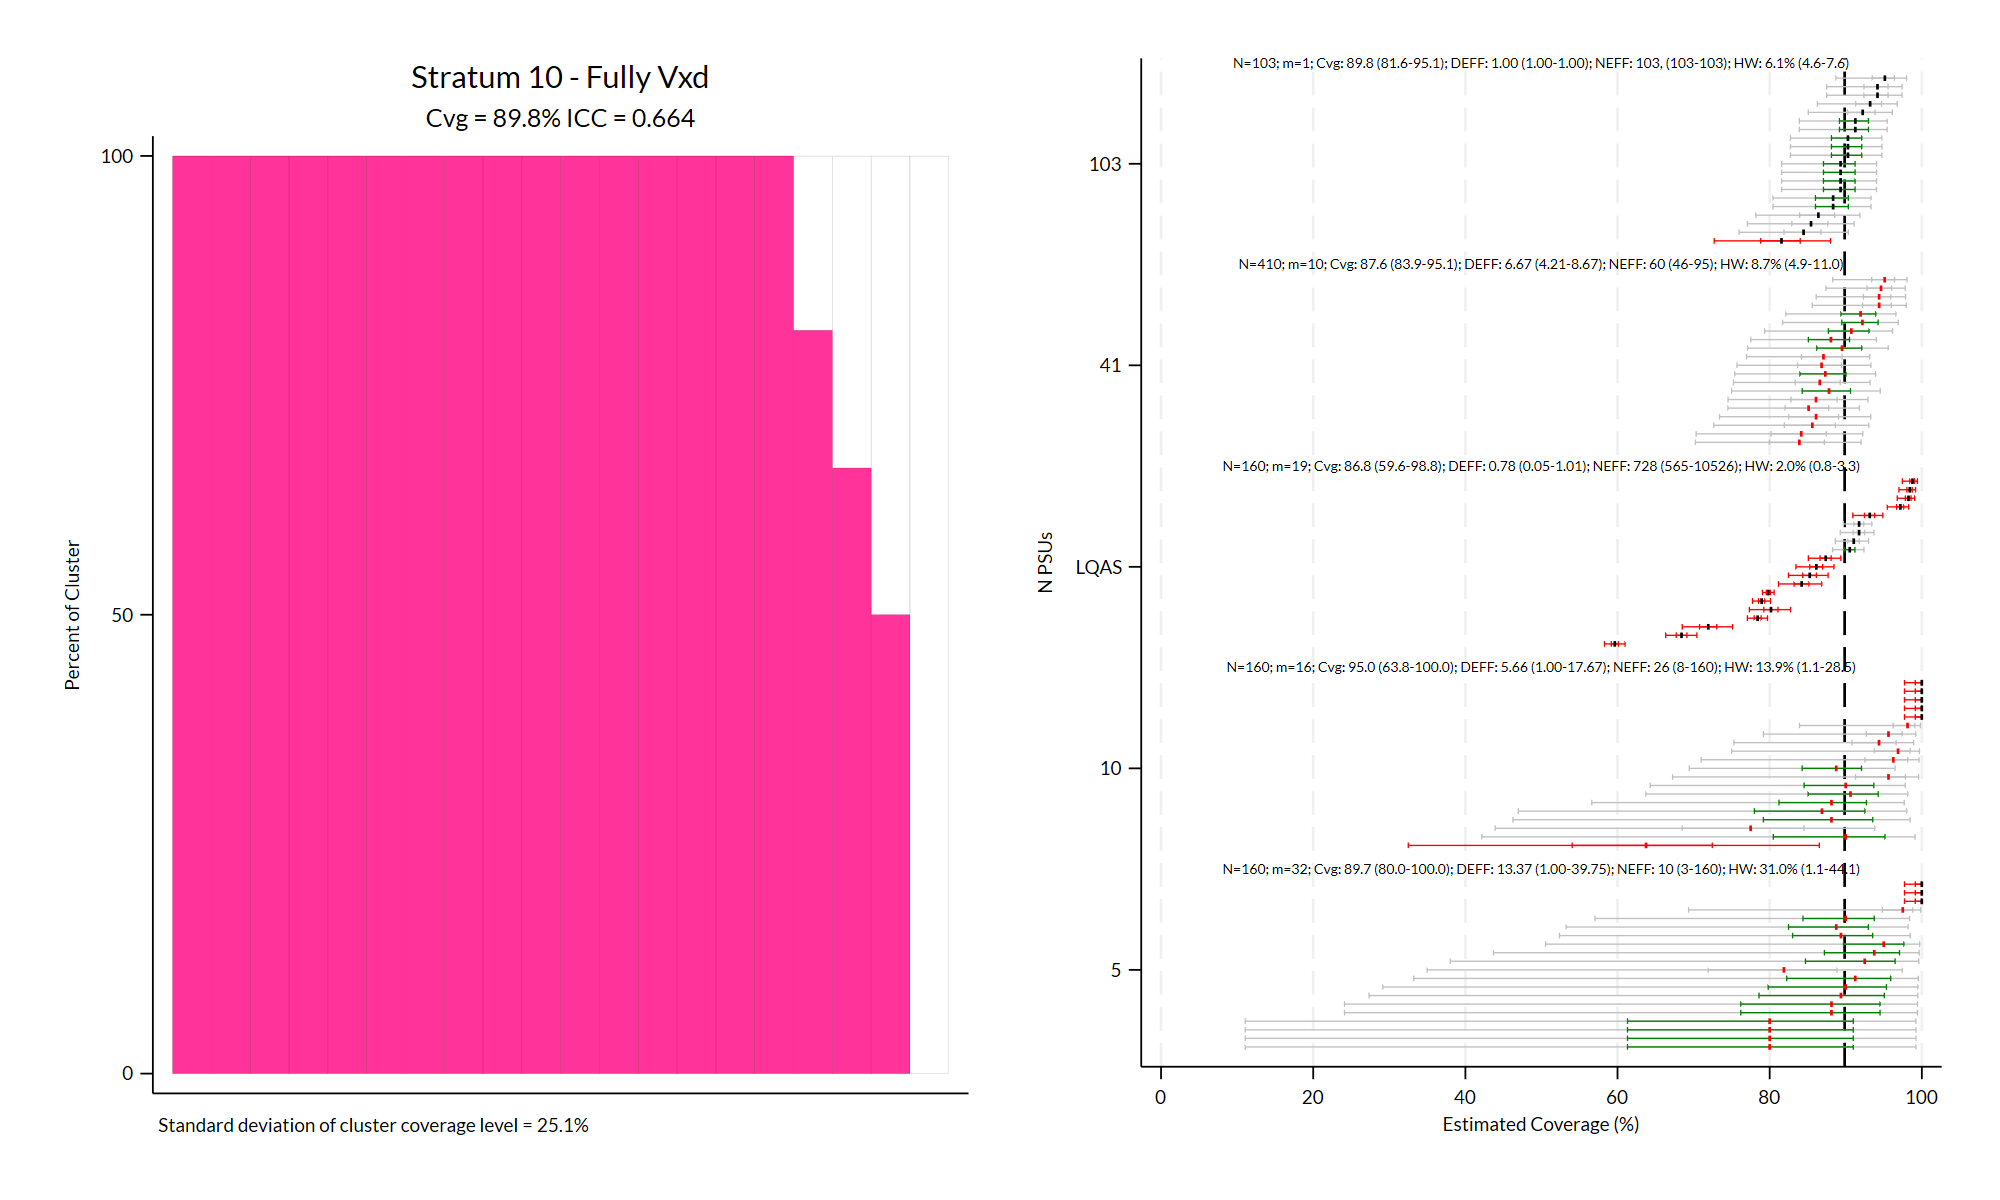 Stratum 10 - Fully Vxd
Cvg = 89.8% ICC = 0.664
100
50
0
Percent of Cluster
Standard deviation of cluster coverage level = 25.1%
N=103; m=1; Cvg: 89.8 (81.6-95.1); DEFF: 1.00 (1.00-1.00); NEFF: 103, (103-103); HW: 6.1% (4.6-7.6)
103
N=410; m=10; Cvg: 87.6 (83.9-95.1); DEFF: 6.67 (4.21-8.67); NEFF: 60 (46-95); HW: 8.7% (4.9-11.0)
41
N=160; m=19; Cvg: 86.8 (59.6-98.8); DEFF: 0.78 (0.05-1.01); NEFF: 728 (565-10526); HW: 2.0% (0.8-3.3)
LQAS
N=160; m=16; Cvg: 95.0 (63.8-100.0); DEFF: 5.66 (1.00-17.67); NEFF: 26 (8-160); HW: 13.9% (1.1-28.5)
10
N=160; m=32; Cvg: 89.7 (80.0-100.0); DEFF: 13.37 (1.00-39.75); NEFF: 10 (3-160); HW: 31.0% (1.1-44.1)
5
N PSUs
0 20 40 60 80 100
Estimated Coverage (%)